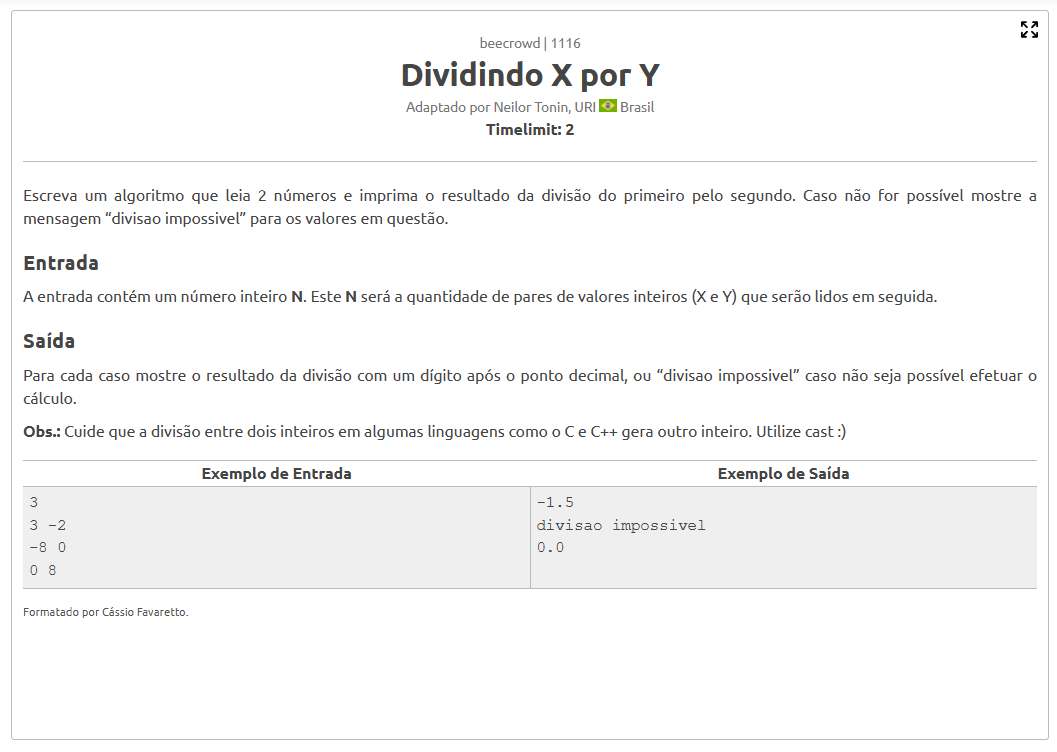 beecrowd | 1116
Dividindo X por Y
Adaptado por Neilor Tonin, URI Brasil
Timelimit: 2
Escreva um algoritmo que leia 2 números e imprima o resultado da divisão do primeiro pelo segundo. Caso não for possível mostre a
mensagem “divisao impossivel” para os valores em questão.
Entrada
A entrada contém um número inteiro N. Este N será a quantidade de pares de valores inteiros (X e Y) que serão lidos em seguida.
Saída
Para cada caso mostre o resultado da divisão com um dígito após o ponto decimal, ou “divisao impossivel” caso não seja possível efetuar o
cálculo.
Obs.: Cuide que a divisão entre dois inteiros em algumas linguagens como o C e C++ gera outro inteiro. Utilize cast :)
Exemplo de Entrada Exemplo de Saída
3
3 -2
-8 0
0 8
-1.5
divisao impossivel
0.0
Formatado por Cássio Favaretto.